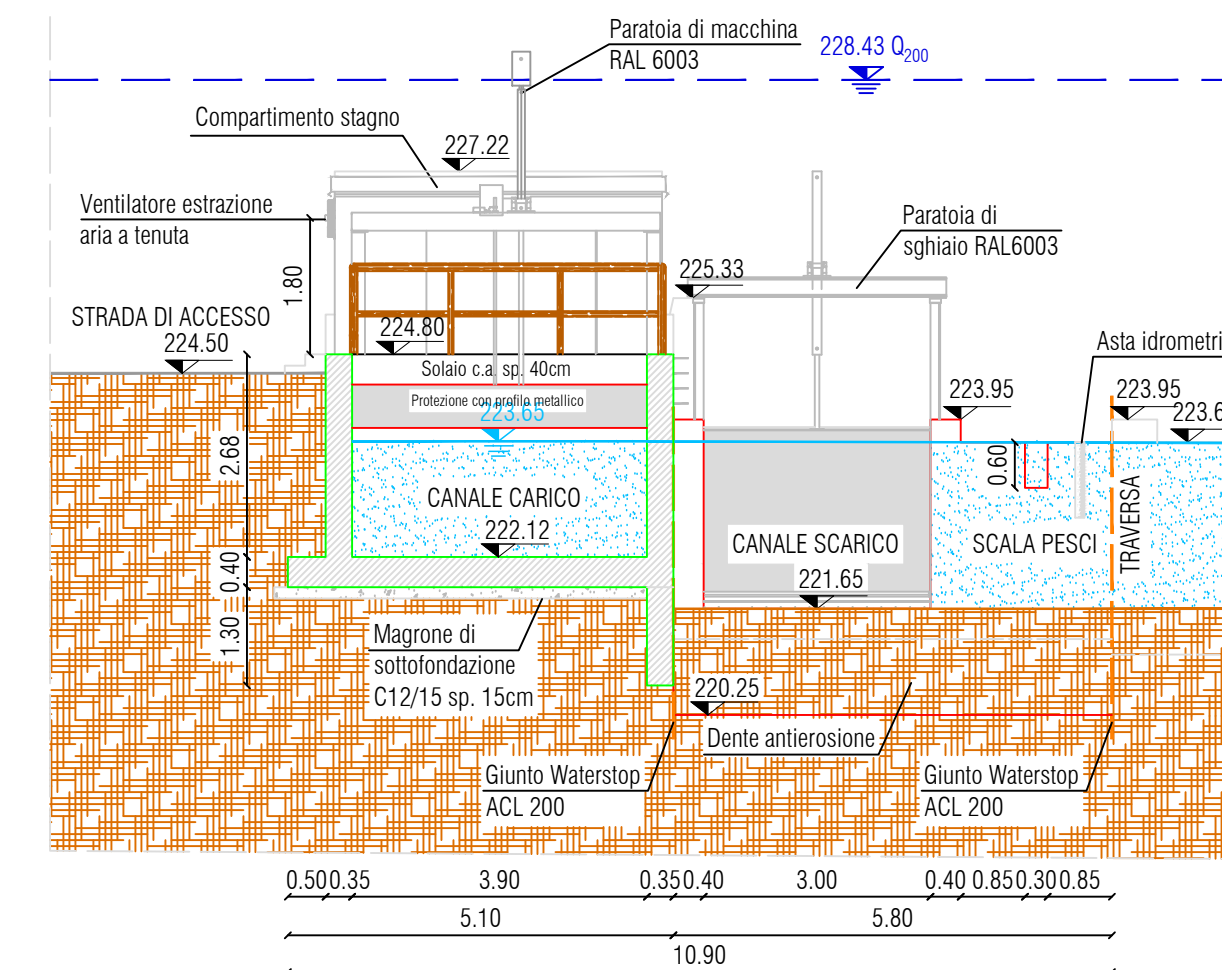 Paratoia di macchina
RAL 6003
228.43 Q200
Compartimento stagno
227.22
Ventilatore estrazione
aria a tenuta
1.80
Paratoia di
sghiaio RAL6003
225.33
STRADA DI ACCESSO
224.50
224.80
Solaio c.a. sp. 40cm
Protezione con profilo metallico
223.65
Asta idrometri
223.95
223.95
223.6
2.68
0.60
CANALE CARICO
222.12
CANALE SCARICO
221.65
SCALA PESCI
TRAVERSA
0.40
1.30
Magrone di
sottofondazione
C12/15 sp. 15cm
220.25
Dente antierosione
Giunto Waterstop
ACL 200
Giunto Waterstop
ACL 200
0.50 0.35 3.90 0.35 0.40 3.00 0.40 0.85 0.30 0.85
5.10 5.80
10.90